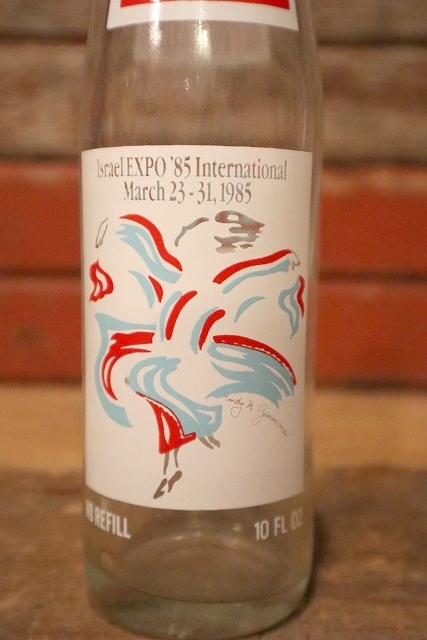 Israel EXPO '85 International
March 23-31, 1985
NO REFILL
10 FL OZ